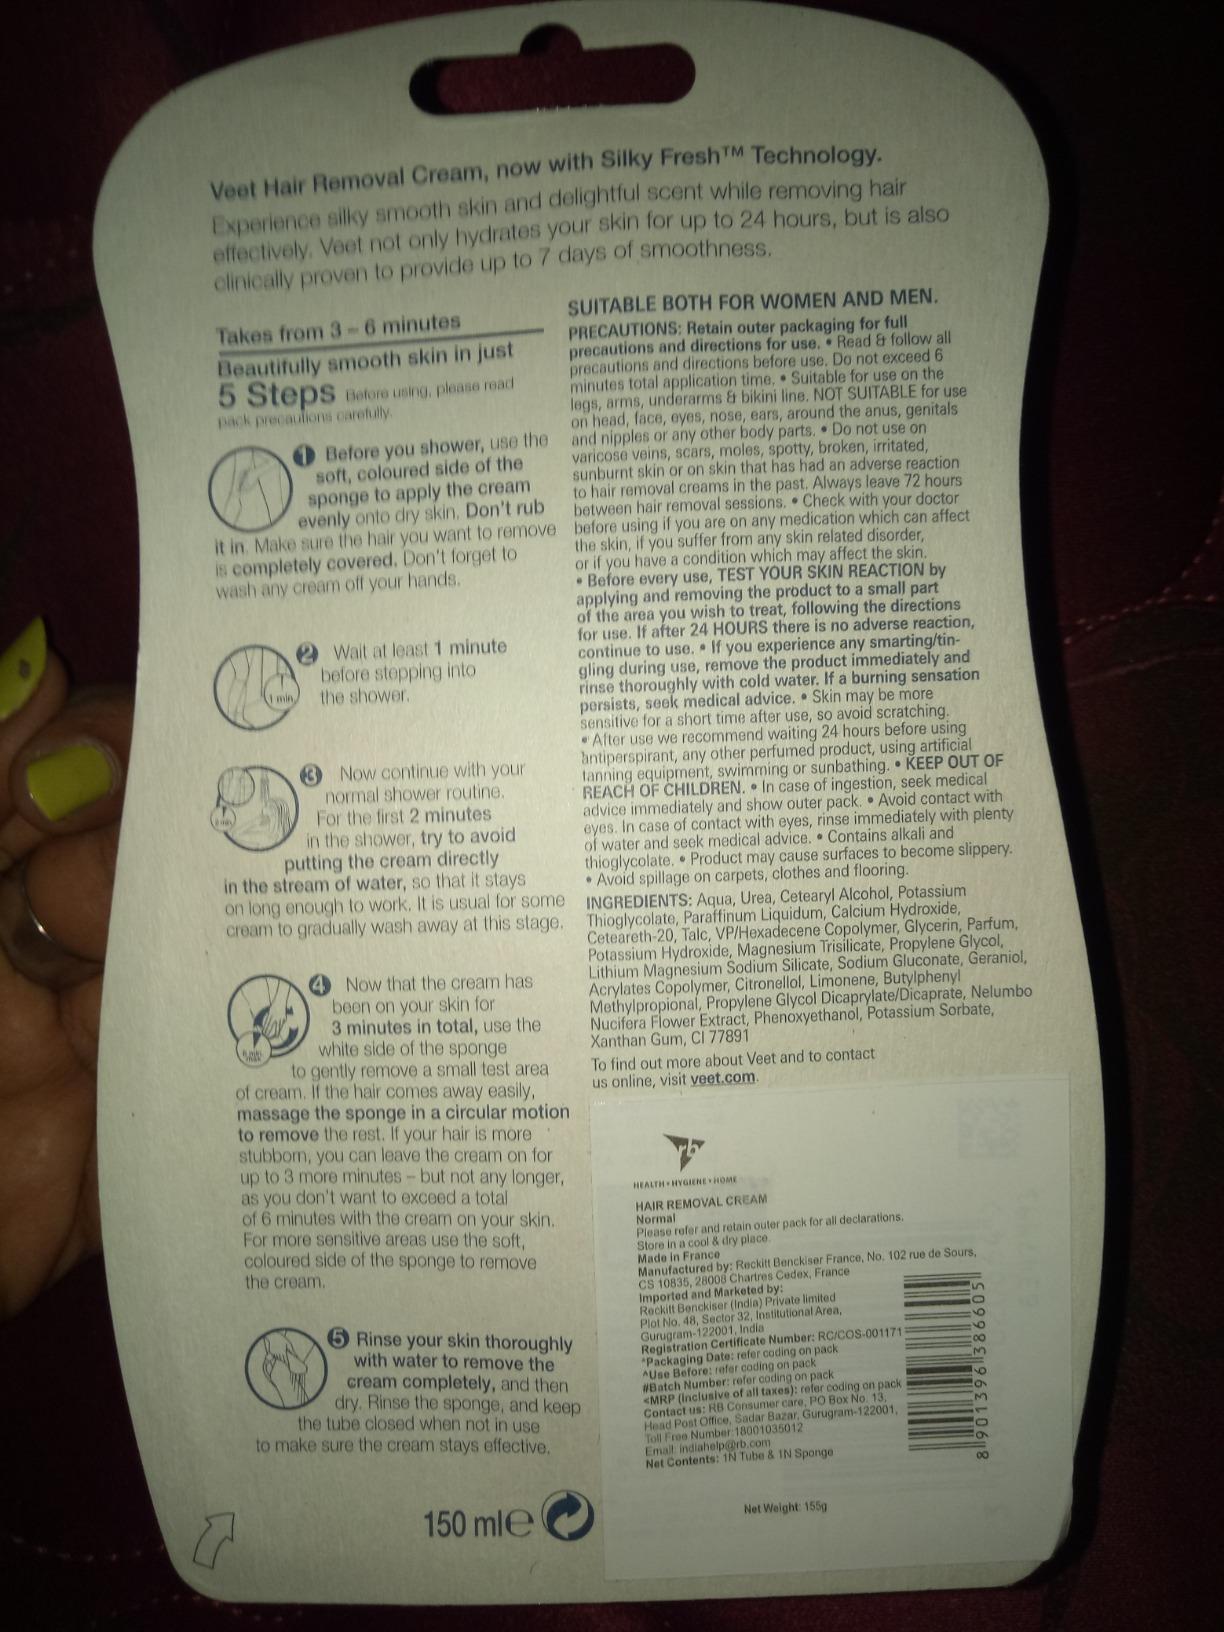 Veet Hair Removal Cream, now with Silky Fresh™ Technology.
Experience silky smooth skin and delightful scent while removing hair
effectively. Veet not only hydrates your skin for up to 24 hours, but is also
clinically proven to provide up to 7 days of smoothness.
Takes from 3 – 6 minutes
Beautifully smooth skin in just
5 Steps Before using, please read
pack precautions carefully.
1 Before you shower, use the
soft, coloured side of the
sponge to apply the cream
evenly onto dry skin. Don't rub
it in. Make sure the hair you want to remove
is completely covered. Don't forget to
wash any cream off your hands.
2 Wait at least 1 minute
before stepping into
the shower.
1 min
3 Now continue with your
normal shower routine.
For the first 2 minutes
in the shower, try to avoid
putting the cream directly
in the stream of water, so that it stays
on long enough to work. It is usual for some
cream to gradually wash away at this stage.
4 Now that the cream has
been on your skin for
3 minutes in total, use the
white side of the sponge
to gently remove a small test area
of cream. If the hair comes away easily,
massage the sponge in a circular motion
to remove the rest. If your hair is more
stubborn, you can leave the cream on for
up to 3 more minutes – but not any longer,
as you don't want to exceed a total
of 6 minutes with the cream on your skin.
For more sensitive areas use the soft,
coloured side of the sponge to remove
the cream.
5 Rinse your skin thoroughly
with water to remove the
cream completely, and then
dry. Rinse the sponge, and keep
the tube closed when not in use
to make sure the cream stays effective.
150 ml℮
SUITABLE BOTH FOR WOMEN AND MEN.
PRECAUTIONS: Retain outer packaging for full
precautions and directions for use. • Read & follow all
precautions and directions before use. Do not exceed 6
minutes total application time. • Suitable for use on the
legs, arms, underarms & bikini line. NOT SUITABLE for use
on head, face, eyes, nose, ears, around the anus, genitals
and nipples or any other body parts. • Do not use on
varicose veins, scars, moles, spotty, broken, irritated,
sunburnt skin or on skin that has had an adverse reaction
to hair removal creams in the past. Always leave 72 hours
between hair removal sessions. • Check with your doctor
before using if you are on any medication which can affect
the skin, if you suffer from any skin related disorder,
or if you have a condition which may affect the skin.
• Before every use, TEST YOUR SKIN REACTION by
applying and removing the product to a small part
of the area you wish to treat, following the directions
for use. If after 24 HOURS there is no adverse reaction,
continue to use. • If you experience any smarting/tin-
gling during use, remove the product immediately and
rinse thoroughly with cold water. If a burning sensation
persists, seek medical advice. • Skin may be more
sensitive for a short time after use, so avoid scratching.
• After use we recommend waiting 24 hours before using
antiperspirant, any other perfumed product, using artificial
tanning equipment, swimming or sunbathing. • KEEP OUT OF
REACH OF CHILDREN. • In case of ingestion, seek medical
advice immediately and show outer pack. • Avoid contact with
eyes. In case of contact with eyes, rinse immediately with plenty
of water and seek medical advice. • Contains alkali and
thioglycolate. • Product may cause surfaces to become slippery.
• Avoid spillage on carpets, clothes and flooring.
INGREDIENTS: Aqua, Urea, Cetearyl Alcohol, Potassium
Thioglycolate, Paraffinum Liquidum, Calcium Hydroxide,
Ceteareth-20, Talc, VP/Hexadecene Copolymer, Glycerin, Parfum,
Potassium Hydroxide, Magnesium Trisilicate, Propylene Glycol,
Lithium Magnesium Sodium Silicate, Sodium Gluconate, Geraniol,
Acrylates Copolymer, Citronellol, Limonene, Butylphenyl
Methylpropional, Propylene Glycol Dicaprylate/Dicaprate, Nelumbo
Nucifera Flower Extract, Phenoxyethanol, Potassium Sorbate,
Xanthan Gum, CI 77891
To find out more about Veet and to contact
us online, visit veet.com.
rb
HEALTH • HYGIENE • HOME
HAIR REMOVAL CREAM
Normal
Please refer and retain outer pack for all declarations.
Store in a cool & dry place.
Made in France
Manufactured by: Reckitt Benckiser France, No. 102 rue de Sours,
CS 10835, 28008 Chartres Cedex, France
Imported and Marketed by:
Reckitt Benckiser (India) Private limited
Plot No. 48, Sector 32, Institutional Area,
Gurugram-122001, India
Registration Certificate Number: RC/COS-001171
*Packaging Date: refer coding on pack
^Use Before: refer coding on pack
#Batch Number: refer coding on pack
<MRP (inclusive of all taxes): refer coding on pack
Contact us: RB Consumer care, PO Box No. 13,
Head Post Office, Sadar Bazar, Gurugram-122001,
Toll Free Number:18001035012
Email: indiahelp@rb.com
Net Contents: 1N Tube & 1N Sponge
Net Weight: 155g
8 901396 386605